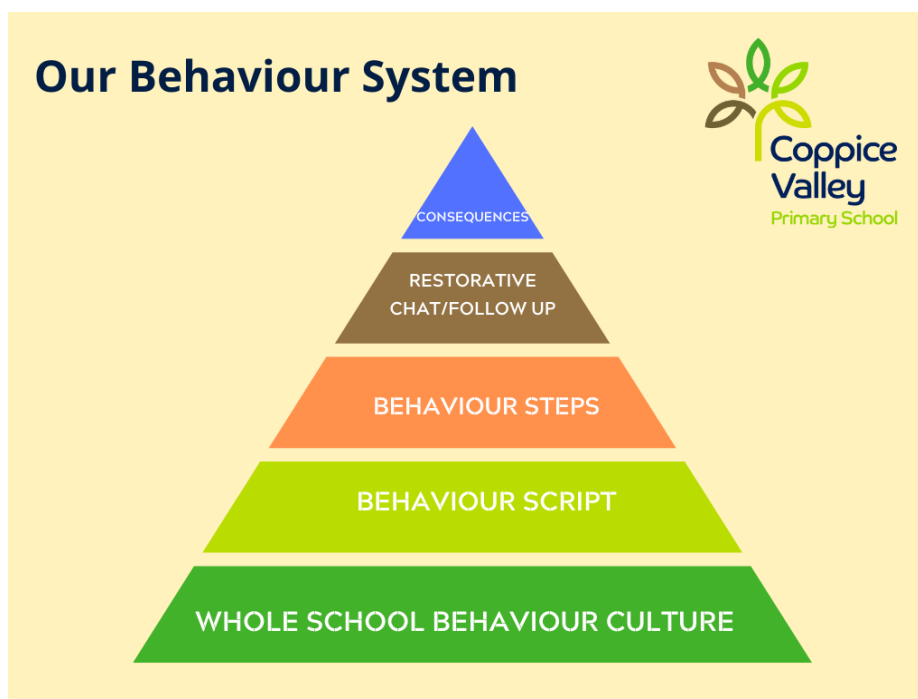 Our Behaviour System
Coppice
Valley
Primary School
CONSEQUENCES
RESTORATIVE
CHAT/FOLLOW UP
BEHAVIOUR STEPS
BEHAVIOUR SCRIPT
WHOLE SCHOOL BEHAVIOUR CULTURE